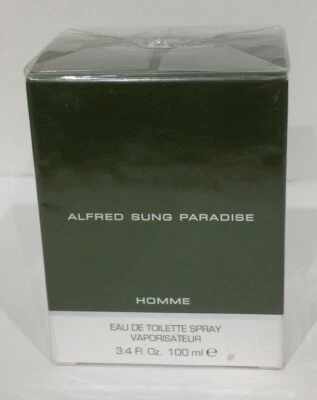 ALFRED SUNG PARADISE
HOMME
EAU DE TOILETTE SPRAY
VAPORISATEUR
3.4 Fl. Oz. 100 ml ℮